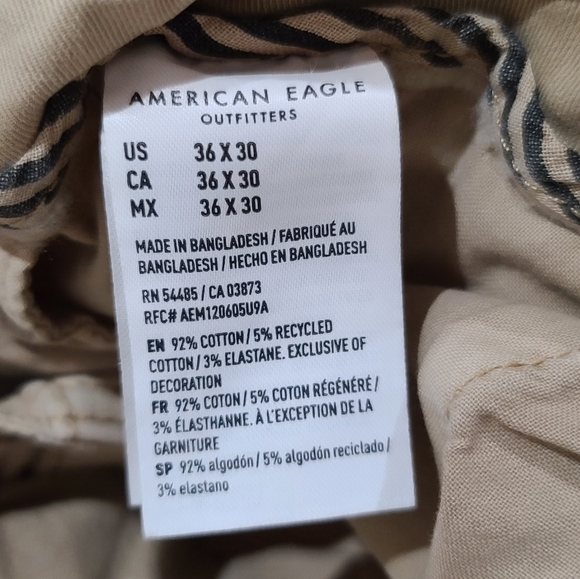 AMERICAN EAGLE
OUTFITTERS
US 36 X 30
CA 36 X 30
MX 36 X 30
MADE IN BANGLADESH / FABRIQUÉ AU
BANGLADESH / HECHO EN BANGLADESH
RN 54485 / CA 03873
RFC# AEM120605U9A
EN 92% COTTON / 5% RECYCLED
COTTON / 3% ELASTANE. EXCLUSIVE OF
DECORATION
FR 92% COTON / 5% COTON RÉGÉNÉRÉ /
3% ÉLASTHANNE. À L'EXCEPTION DE LA
GARNITURE
SP 92% algodón / 5% algodón reciclado /
3% elastano